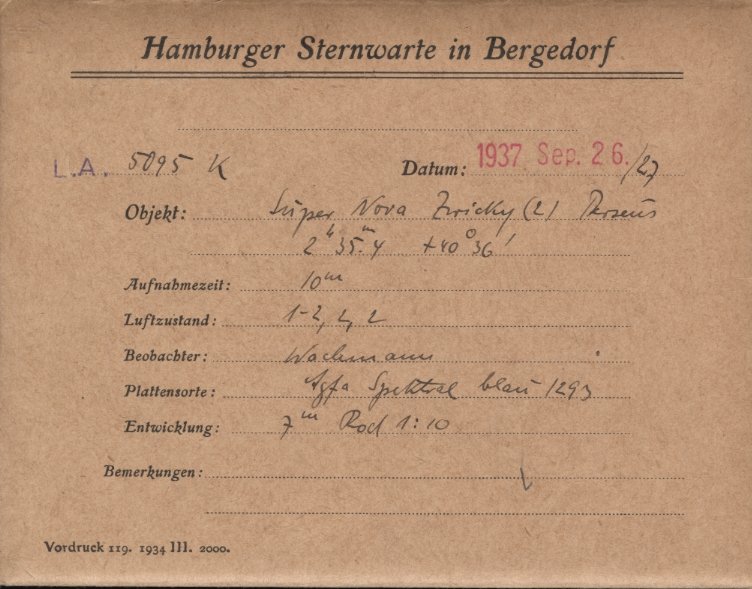 Hamburger Sternwarte in Bergedorf
L.A. 5095 K Datum: 1937 Sep. 26./27
Objekt: Super Nova Zwicky (2) Perseus
2ʰ 35ᵐ.4 +40° 36'
Aufnahmezeit: 10ᵐ
Luftzustand: 1-2, 2, 2
Beobachter: Wachmann
Plattensorte: Agfa Spektral blau 1293
Entwicklung: 7ᵐ Rod 1:10
Bemerkungen:
Vordruck 119. 1934 III. 2000.